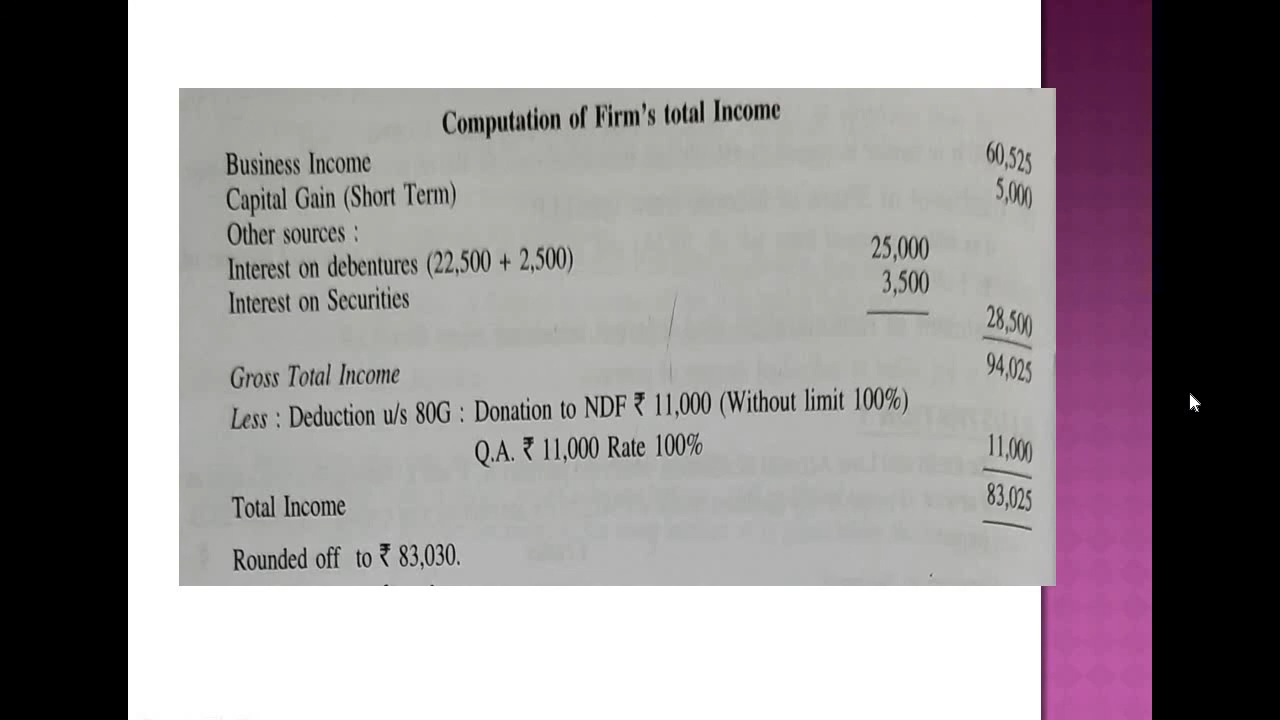 Computation of Firm's total Income
Business Income 60,525
Capital Gain (Short Term) 5,000
Other sources :
Interest on debentures (22,500 + 2,500) 25,000
Interest on Securities 3,500
28,500
Gross Total Income 94,025
Less : Deduction u/s 80G : Donation to NDF ₹ 11,000 (Without limit 100%)
Q.A. ₹ 11,000 Rate 100% 11,000
Total Income 83,025
Rounded off to ₹ 83,030.